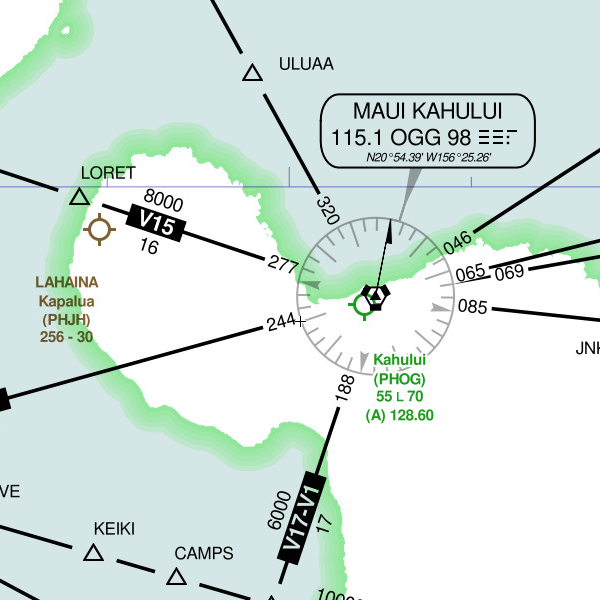 ULUAA
MAUI KAHULUI
115.1 OGG 98
N20°54.39' W156°25.26'
LORET
8000
V15
16
320
277
046
065
069
085
244
188
LAHAINA
Kapalua
(PHJH)
256 - 30
Kahului
(PHOG)
55 L 70
(A) 128.60
JNK
VE
6000
V17-V1
17
KEIKI
CAMPS
10000